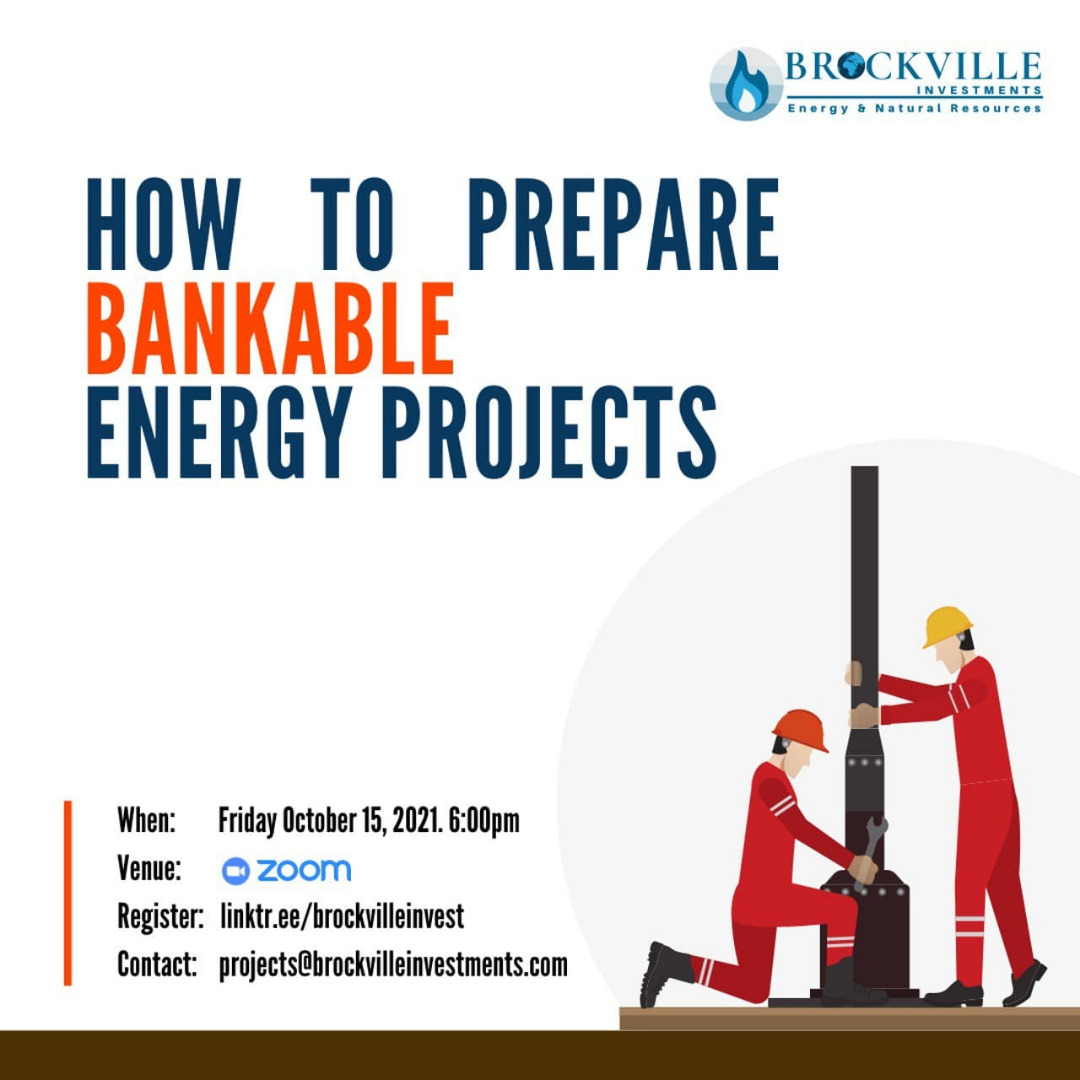 BROCKVILLE
INVESTMENTS
Energy & Natural Resources
HOW TO PREPARE
BANKABLE
ENERGY PROJECTS
When: Friday October 15, 2021. 6:00pm
Venue: zoom
Register: linktr.ee/brockvilleinvest
Contact: projects@brockvilleinvestments.com